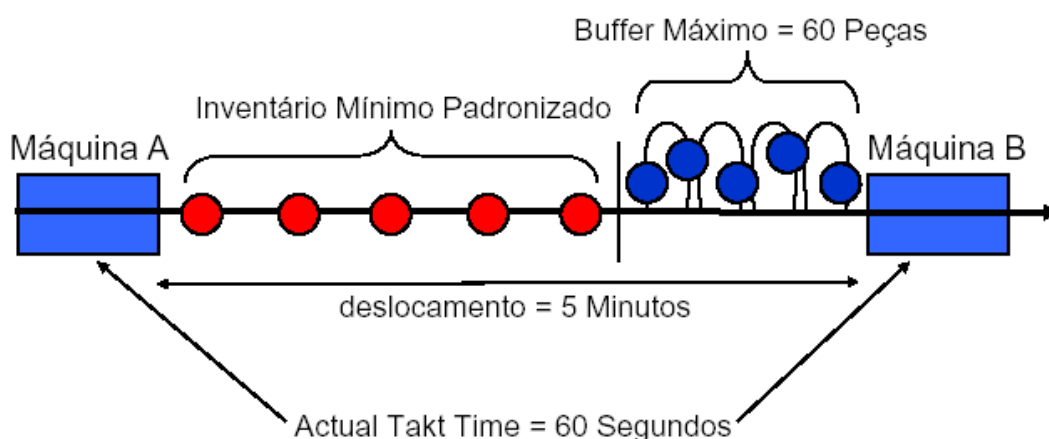 Buffer Máximo = 60 Peças
Inventário Mínimo Padronizado
Máquina A
Máquina B
deslocamento = 5 Minutos
Actual Takt Time = 60 Segundos